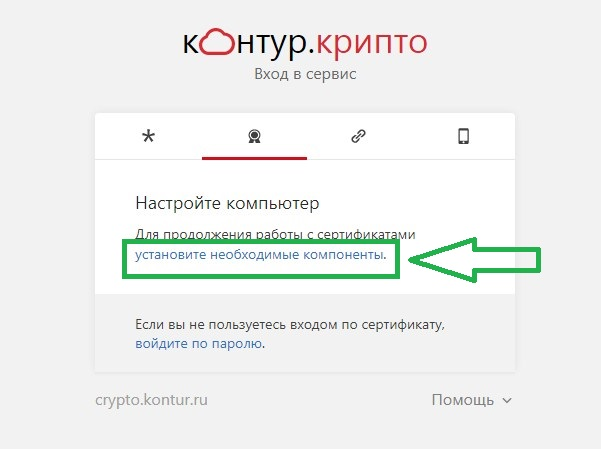 контур.крипто
Вход в сервис
Настройте компьютер
Для продолжения работы с сертификатами
установите необходимые компоненты.
Если вы не пользуетесь входом по сертификату,
войдите по паролю.
crypto.kontur.ru
Помощь